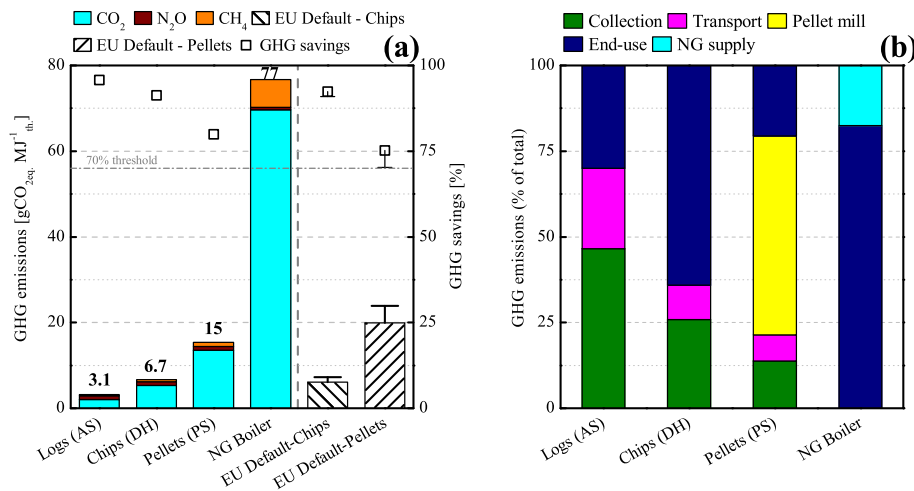 CO₂ N₂O CH₄ EU Default - Chips
EU Default - Pellets GHG savings
(a)
GHG emissions [gCO₂eq. MJ⁻¹th.]
80
60
40
20
0
100
75
50
25
0
GHG savings [%]
70% threshold
3.1
6.7
15
77
Logs (AS)
Chips (DH)
Pellets (PS)
NG Boiler
EU Default-Chips
EU Default-Pellets
Collection Transport Pellet mill
End-use NG supply
(b)
GHG emissions (% of total)
100
75
50
25
0
Logs (AS)
Chips (DH)
Pellets (PS)
NG Boiler